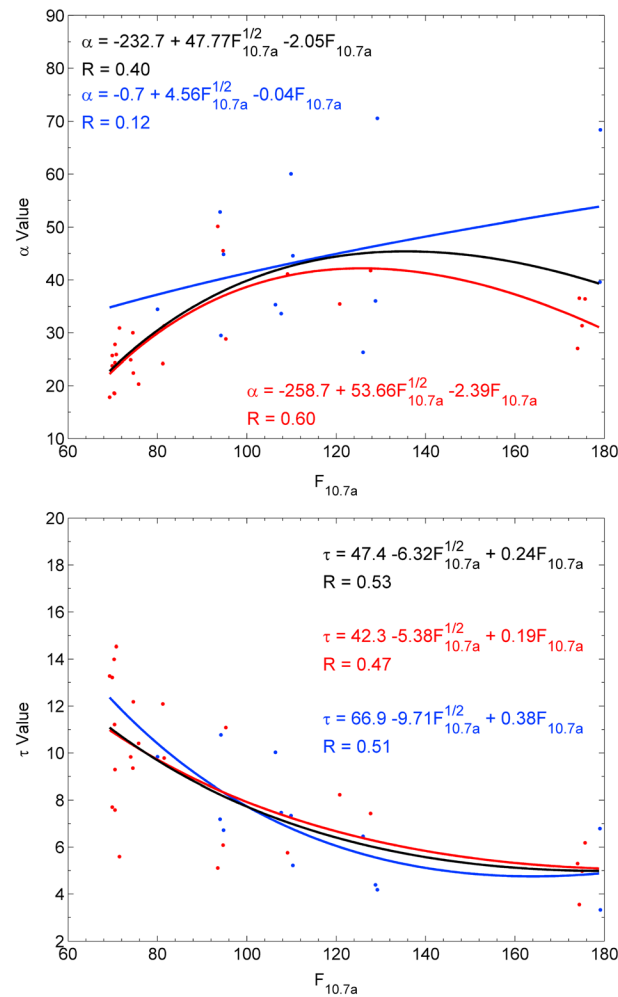 90
80
70
60
50
40
30
20
10
α Value
α = -232.7 + 47.77F_{10.7a}^{1/2} -2.05F_{10.7a}
R = 0.40
α = -0.7 + 4.56F_{10.7a}^{1/2} -0.04F_{10.7a}
R = 0.12
α = -258.7 + 53.66F_{10.7a}^{1/2} -2.39F_{10.7a}
R = 0.60
60 80 100 120 140 160 180
F_{10.7a}
20
18
16
14
12
10
8
6
4
2
τ Value
τ = 47.4 -6.32F_{10.7a}^{1/2} + 0.24F_{10.7a}
R = 0.53
τ = 42.3 -5.38F_{10.7a}^{1/2} + 0.19F_{10.7a}
R = 0.47
τ = 66.9 -9.71F_{10.7a}^{1/2} + 0.38F_{10.7a}
R = 0.51
60 80 100 120 140 160 180
F_{10.7a}